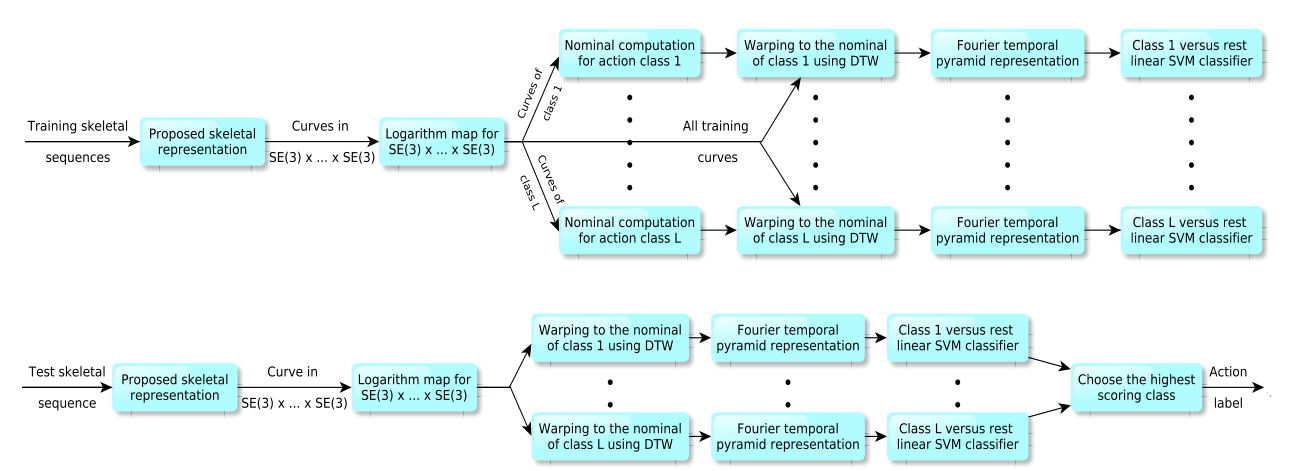 Training skeletal
sequences
Proposed skeletal
representation
Curves in
SE(3) x ... x SE(3)
Logarithm map for
SE(3) x ... x SE(3)
Curves of
class 1
Curves of
class L
Nominal computation
for action class 1
Warping to the nominal
of class 1 using DTW
Fourier temporal
pyramid representation
Class 1 versus rest
linear SVM classifier
All training
curves
Nominal computation
for action class L
Warping to the nominal
of class L using DTW
Fourier temporal
pyramid representation
Class L versus rest
linear SVM classifier
Test skeletal
sequence
Proposed skeletal
representation
Curve in
SE(3) x ... x SE(3)
Logarithm map for
SE(3) x ... x SE(3)
Warping to the nominal
of class 1 using DTW
Fourier temporal
pyramid representation
Class 1 versus rest
linear SVM classifier
Warping to the nominal
of class L using DTW
Fourier temporal
pyramid representation
Class L versus rest
linear SVM classifier
Choose the highest
scoring class
Action
label